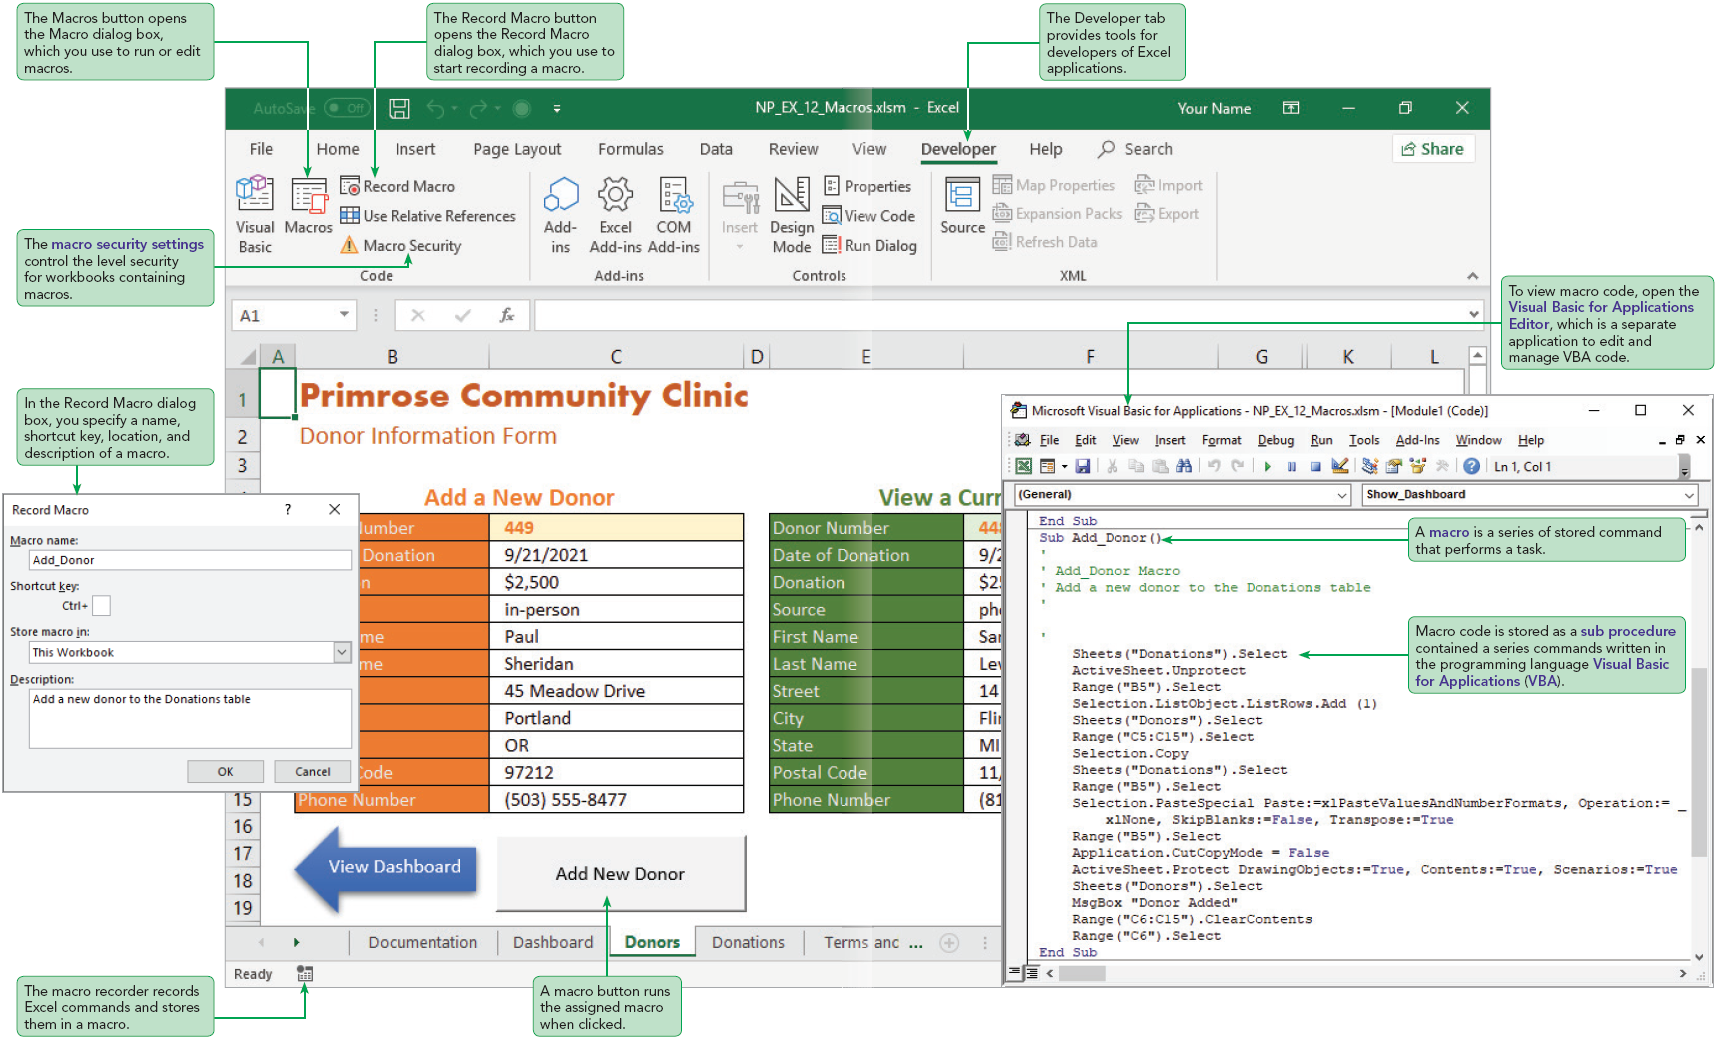 The Macros button opens
the Macro dialog box,
which you use to run or edit
macros.
The Record Macro button
opens the Record Macro
dialog box, which you use to
start recording a macro.
The Developer tab
provides tools for
developers of Excel
applications.
AutoSave Off
NP_EX_12_Macros.xlsm - Excel
Your Name
File Home Insert Page Layout Formulas Data Review View Developer Help Search Share
Visual
Basic
Macros
Record Macro
Use Relative References
Macro Security
Code
Add-
ins
Excel
Add-ins
COM
Add-ins
Add-ins
Insert
Design
Mode
Properties
View Code
Run Dialog
Controls
Source
Map Properties
Expansion Packs
Refresh Data
Import
Export
XML
The macro security settings
control the level security
for workbooks containing
macros.
To view macro code, open the
Visual Basic for Applications
Editor, which is a separate
application to edit and
manage VBA code.
A1
fx
A B C D E F G K L
1 Primrose Community Clinic
2 Donor Information Form
3
In the Record Macro dialog
box, you specify a name,
shortcut key, location, and
description of a macro.
Add a New Donor
View a Curr
umber 449
Donation 9/21/2021
n $2,500
in-person
me Paul
me Sheridan
45 Meadow Drive
Portland
OR
Code 97212
15 Phone Number (503) 555-8477
Donor Number 44
Date of Donation 9/2
Donation $25
Source pho
First Name Sar
Last Name Lev
Street 14
City Flin
State MI
Postal Code 11,
Phone Number (81
16
17
18
19
View Dashboard
Add New Donor
Documentation Dashboard Donors Donations Terms anc ...
Ready
Record Macro ?
Macro name:
Add_Donor
Shortcut key:
Ctrl+
Store macro in:
This Workbook
Description:
Add a new donor to the Donations table
OK Cancel
Microsoft Visual Basic for Applications - NP_EX_12_Macros.xlsm - [Module1 (Code)]
File Edit View Insert Format Debug Run Tools Add-Ins Window Help
Ln 1, Col 1
(General) Show_Dashboard
End Sub
Sub Add_Donor()
'
' Add_Donor Macro
' Add a new donor to the Donations table
'
'
Sheets("Donations").Select
ActiveSheet.Unprotect
Range("B5").Select
Selection.ListObject.ListRows.Add (1)
Sheets("Donors").Select
Range("C5:C15").Select
Selection.Copy
Sheets("Donations").Select
Range("B5").Select
Selection.PasteSpecial Paste:=xlPasteValuesAndNumberFormats, Operation:= _
xlNone, SkipBlanks:=False, Transpose:=True
Range("B5").Select
Application.CutCopyMode = False
ActiveSheet.Protect DrawingObjects:=True, Contents:=True, Scenarios:=True
Sheets("Donors").Select
MsgBox "Donor Added"
Range("C6:C15").ClearContents
Range("C6").Select
End Sub
A macro is a series of stored command
that performs a task.
Macro code is stored as a sub procedure
contained a series commands written in
the programming language Visual Basic
for Applications (VBA).
The macro recorder records
Excel commands and stores
them in a macro.
A macro button runs
the assigned macro
when clicked.